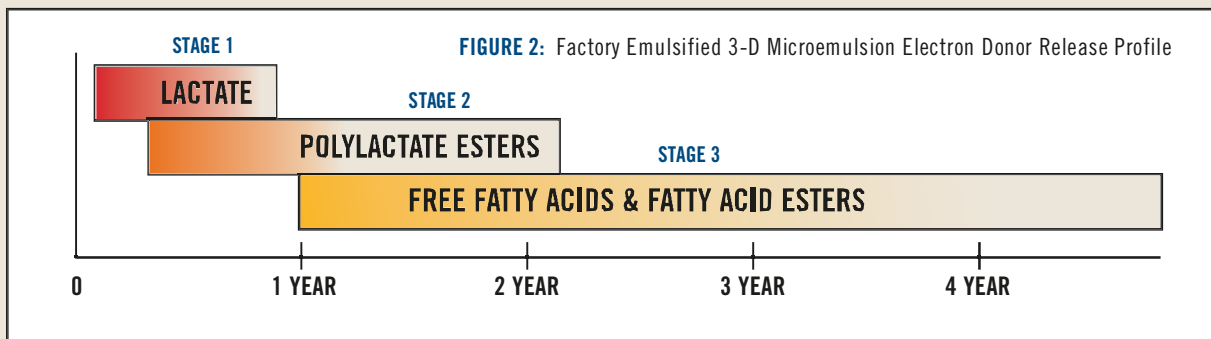 STAGE 1
FIGURE 2: Factory Emulsified 3-D Microemulsion Electron Donor Release Profile
LACTATE
STAGE 2
POLYLACTATE ESTERS
STAGE 3
FREE FATTY ACIDS & FATTY ACID ESTERS
0 1 YEAR 2 YEAR 3 YEAR 4 YEAR